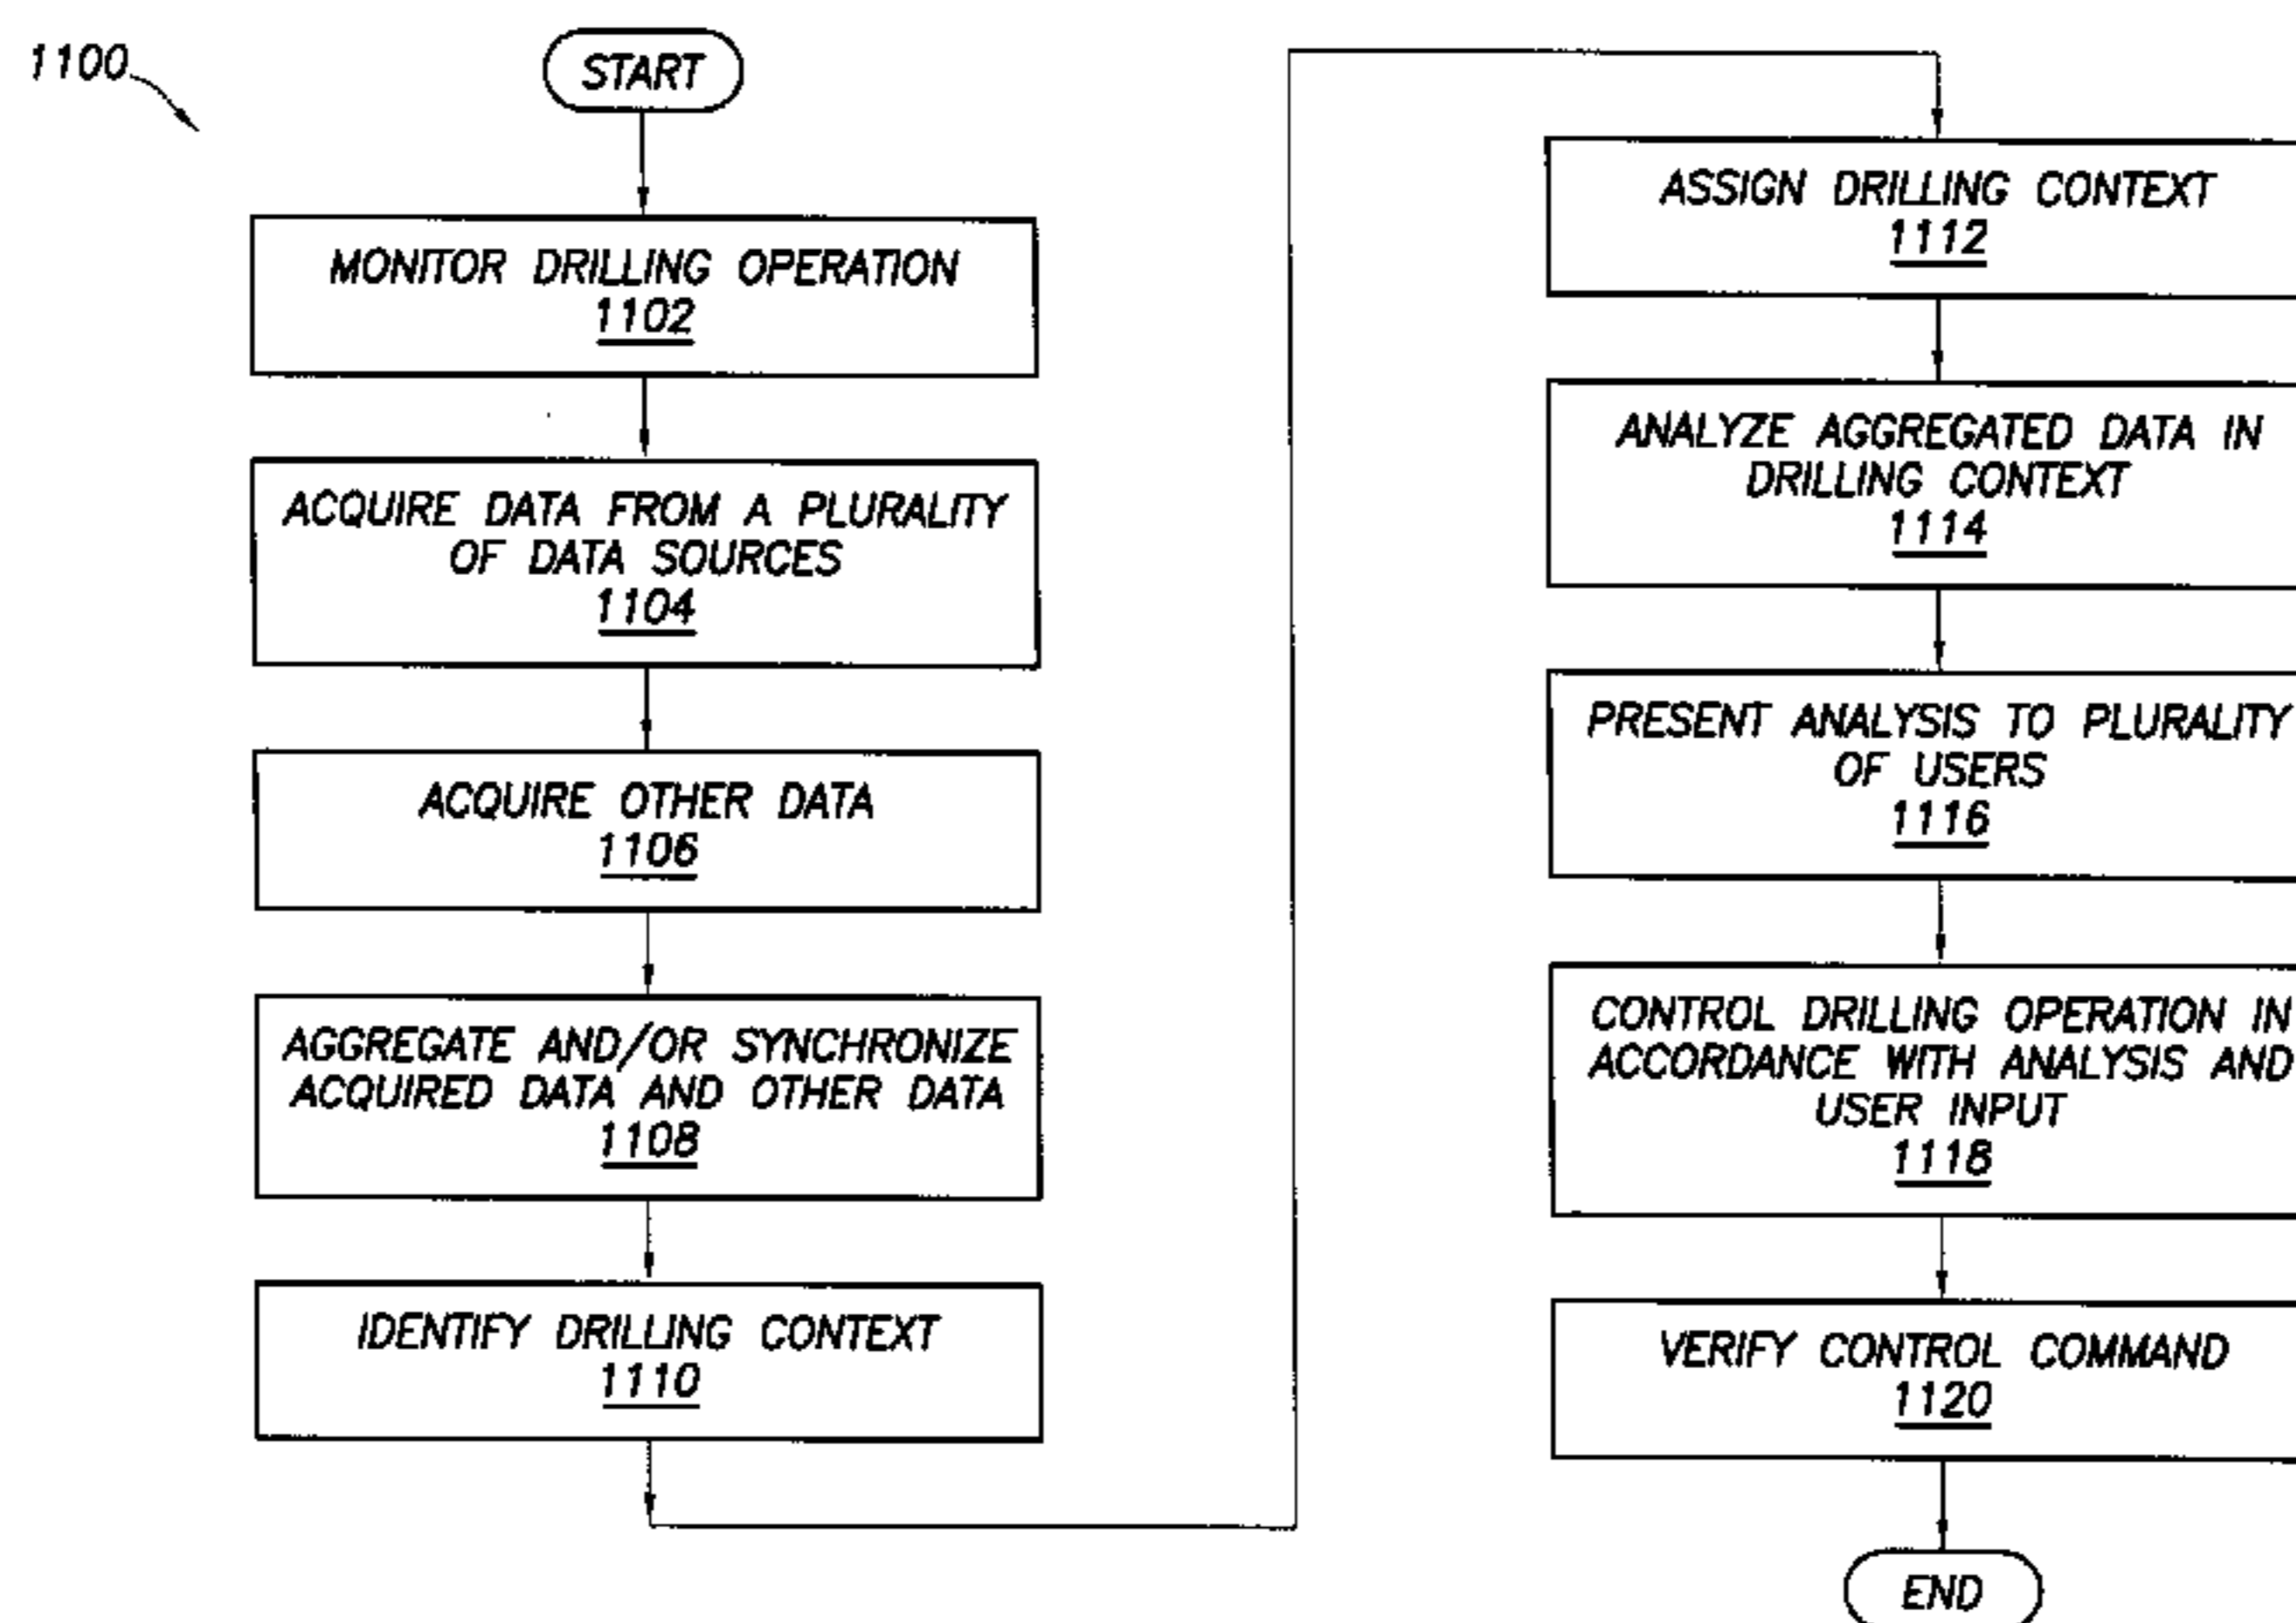 1100
START
MONITOR DRILLING OPERATION
1102
ACQUIRE DATA FROM A PLURALITY
OF DATA SOURCES
1104
ACQUIRE OTHER DATA
1106
AGGREGATE AND/OR SYNCHRONIZE
ACQUIRED DATA AND OTHER DATA
1108
IDENTIFY DRILLING CONTEXT
1110
ASSIGN DRILLING CONTEXT
1112
ANALYZE AGGREGATED DATA IN
DRILLING CONTEXT
1114
PRESENT ANALYSIS TO PLURALITY
OF USERS
1116
CONTROL DRILLING OPERATION IN
ACCORDANCE WITH ANALYSIS AND
USER INPUT
1118
VERIFY CONTROL COMMAND
1120
END